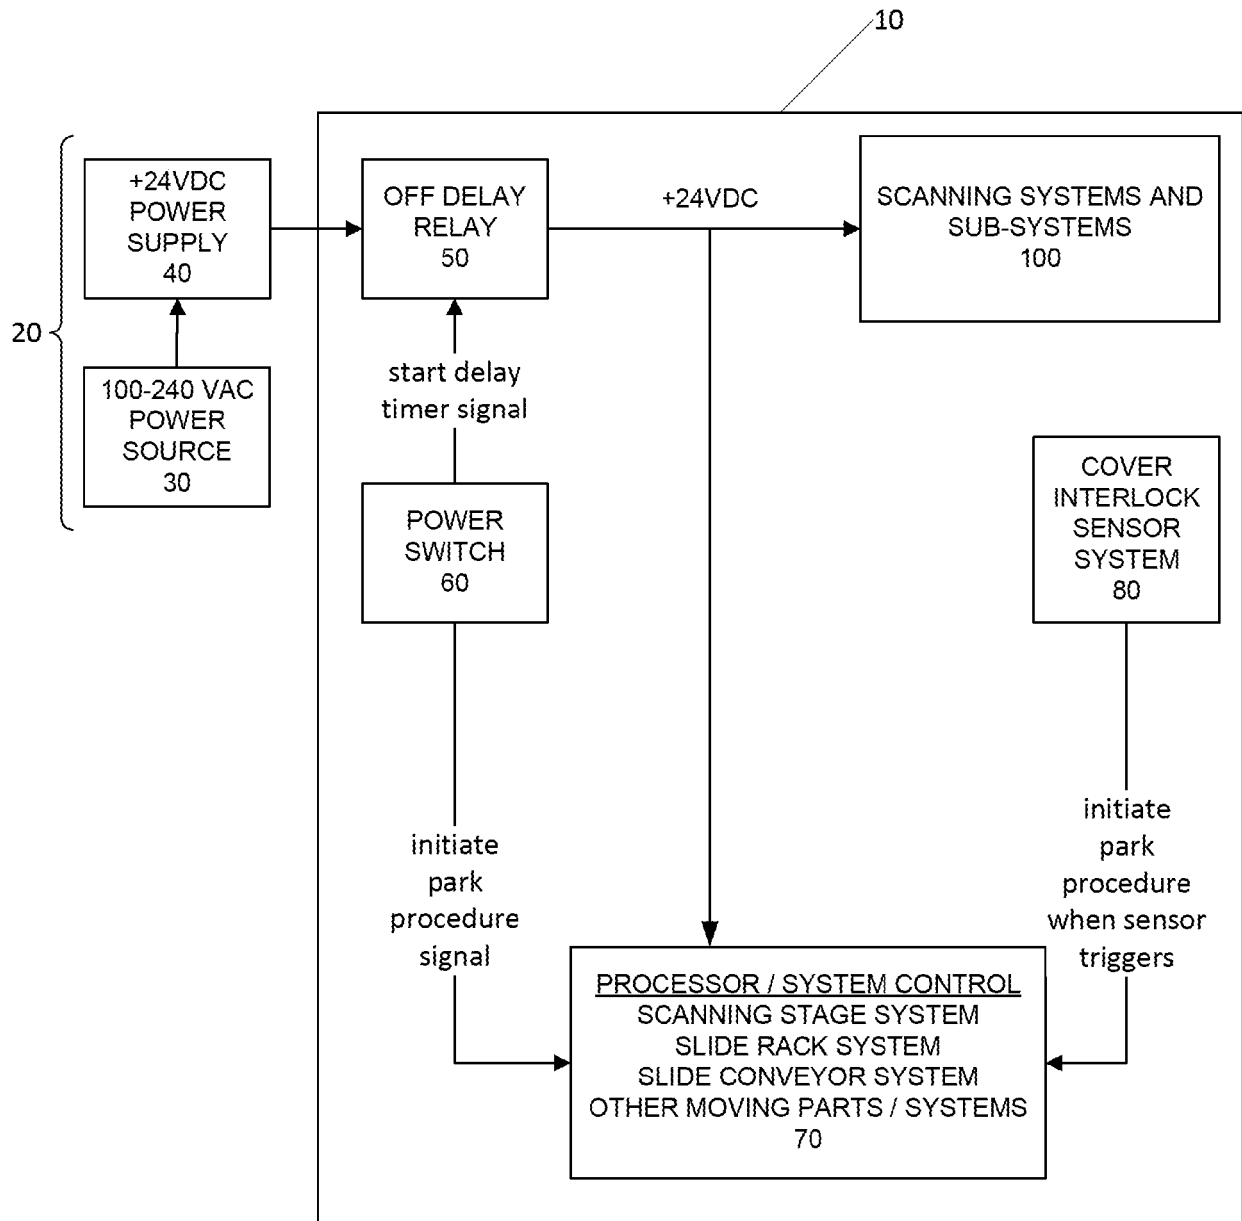 10
+24VDC
POWER
SUPPLY
40
OFF DELAY
RELAY
50
+24VDC
SCANNING SYSTEMS AND
SUB-SYSTEMS
100
20
100-240 VAC
POWER
SOURCE
30
start delay
timer signal
POWER
SWITCH
60
COVER
INTERLOCK
SENSOR
SYSTEM
80
initiate
park
procedure
signal
initiate
park
procedure
when sensor
triggers
PROCESSOR / SYSTEM CONTROL
SCANNING STAGE SYSTEM
SLIDE RACK SYSTEM
SLIDE CONVEYOR SYSTEM
OTHER MOVING PARTS / SYSTEMS
70